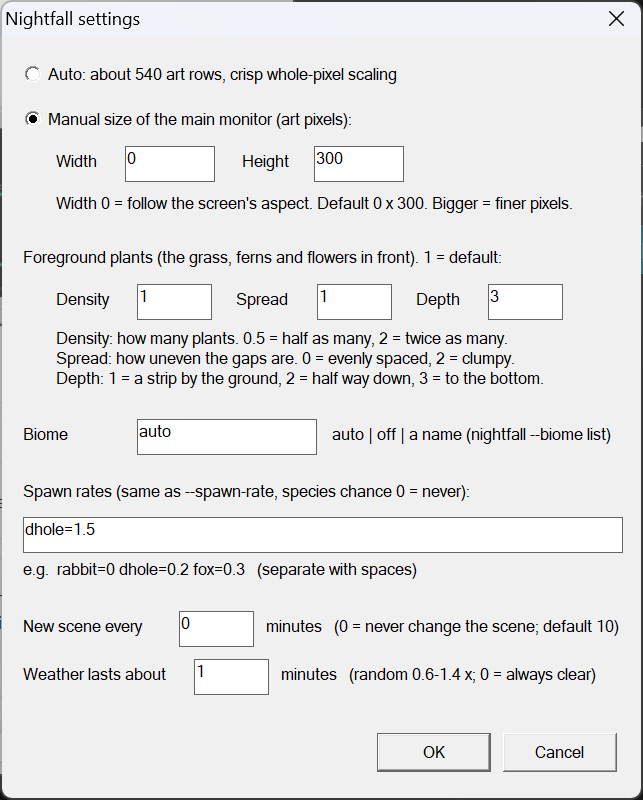 Nightfall settings
Auto: about 540 art rows, crisp whole-pixel scaling
Manual size of the main monitor (art pixels):
Width 0 Height 300
Width 0 = follow the screen's aspect. Default 0 x 300. Bigger = finer pixels.
Foreground plants (the grass, ferns and flowers in front). 1 = default:
Density 1 Spread 1 Depth 3
Density: how many plants. 0.5 = half as many, 2 = twice as many.
Spread: how uneven the gaps are. 0 = evenly spaced, 2 = clumpy.
Depth: 1 = a strip by the ground, 2 = half way down, 3 = to the bottom.
Biome auto auto | off | a name (nightfall --biome list)
Spawn rates (same as --spawn-rate, species chance 0 = never):
dhole=1.5
e.g. rabbit=0 dhole=0.2 fox=0.3 (separate with spaces)
New scene every 0 minutes (0 = never change the scene; default 10)
Weather lasts about 1 minutes (random 0.6-1.4 x; 0 = always clear)
OK Cancel